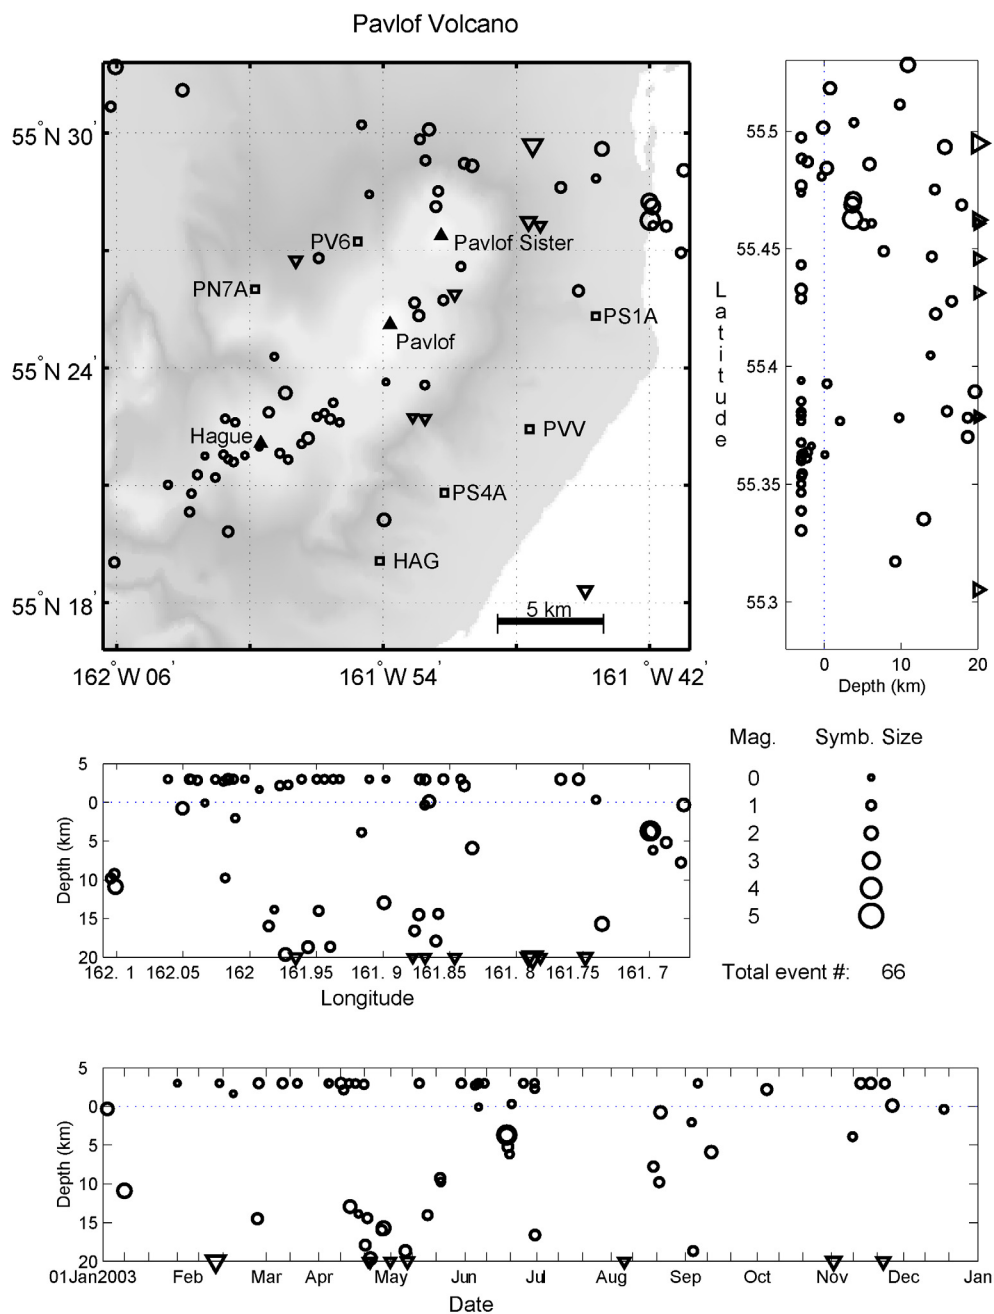 Pavlof Volcano
55°N 30'
55°N 24'
55°N 18'
162°W 06'
161°W 54'
161°W 42'
PV6
Pavlof Sister
PN7A
PS1A
Pavlof
Hague
PVV
PS4A
HAG
5 km
55.5
55.45
55.4
55.35
55.3
Latitude
0 10 20
Depth (km)
5
0
5
10
15
20
Depth (km)
162. 1 162.05 162 161.95 161. 9 161.85 161. 8 161.75 161. 7
Longitude
Mag. Symb. Size
0
1
2
3
4
5
Total event #: 66
5
0
5
10
15
20
Depth (km)
01Jan2003 Feb Mar Apr May Jun Jul Aug Sep Oct Nov Dec Jan
Date